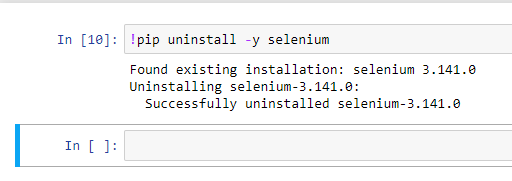 In [10]: !pip uninstall -y selenium
Found existing installation: selenium 3.141.0
Uninstalling selenium-3.141.0:
  Successfully uninstalled selenium-3.141.0
In [ ]: